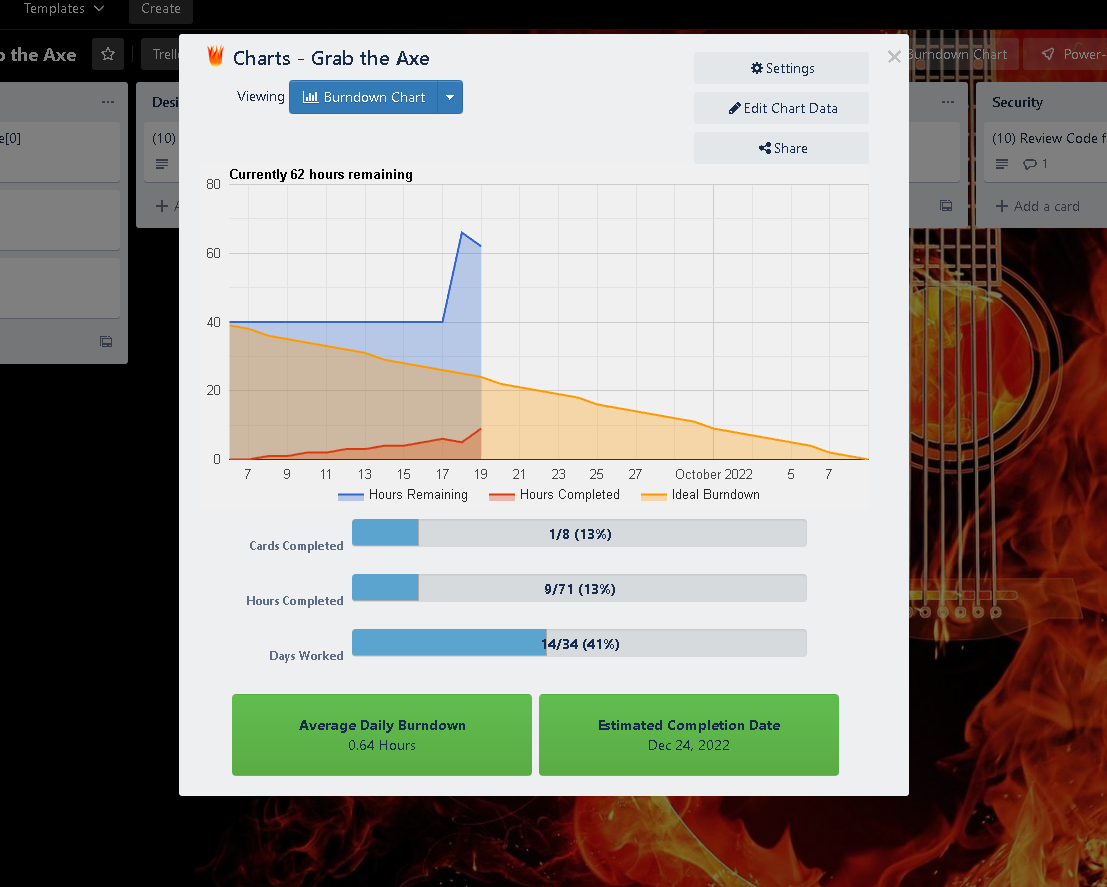 Templates
Create
b the Axe
Trell
Burndown Chart
Power-
Charts - Grab the Axe
Settings
Viewing
Burndown Chart
Edit Chart Data
Share
Desi
Security
e[0]
(10)
(10) Review Code f
1
Add a card
Currently 62 hours remaining
80
60
40
20
0
7 9 11 13 15 17 19 21 23 25 27 October 2022 5 7
Hours Remaining Hours Completed Ideal Burndown
Cards Completed 1/8 (13%)
Hours Completed 9/71 (13%)
Days Worked 14/34 (41%)
Average Daily Burndown
0.64 Hours
Estimated Completion Date
Dec 24, 2022